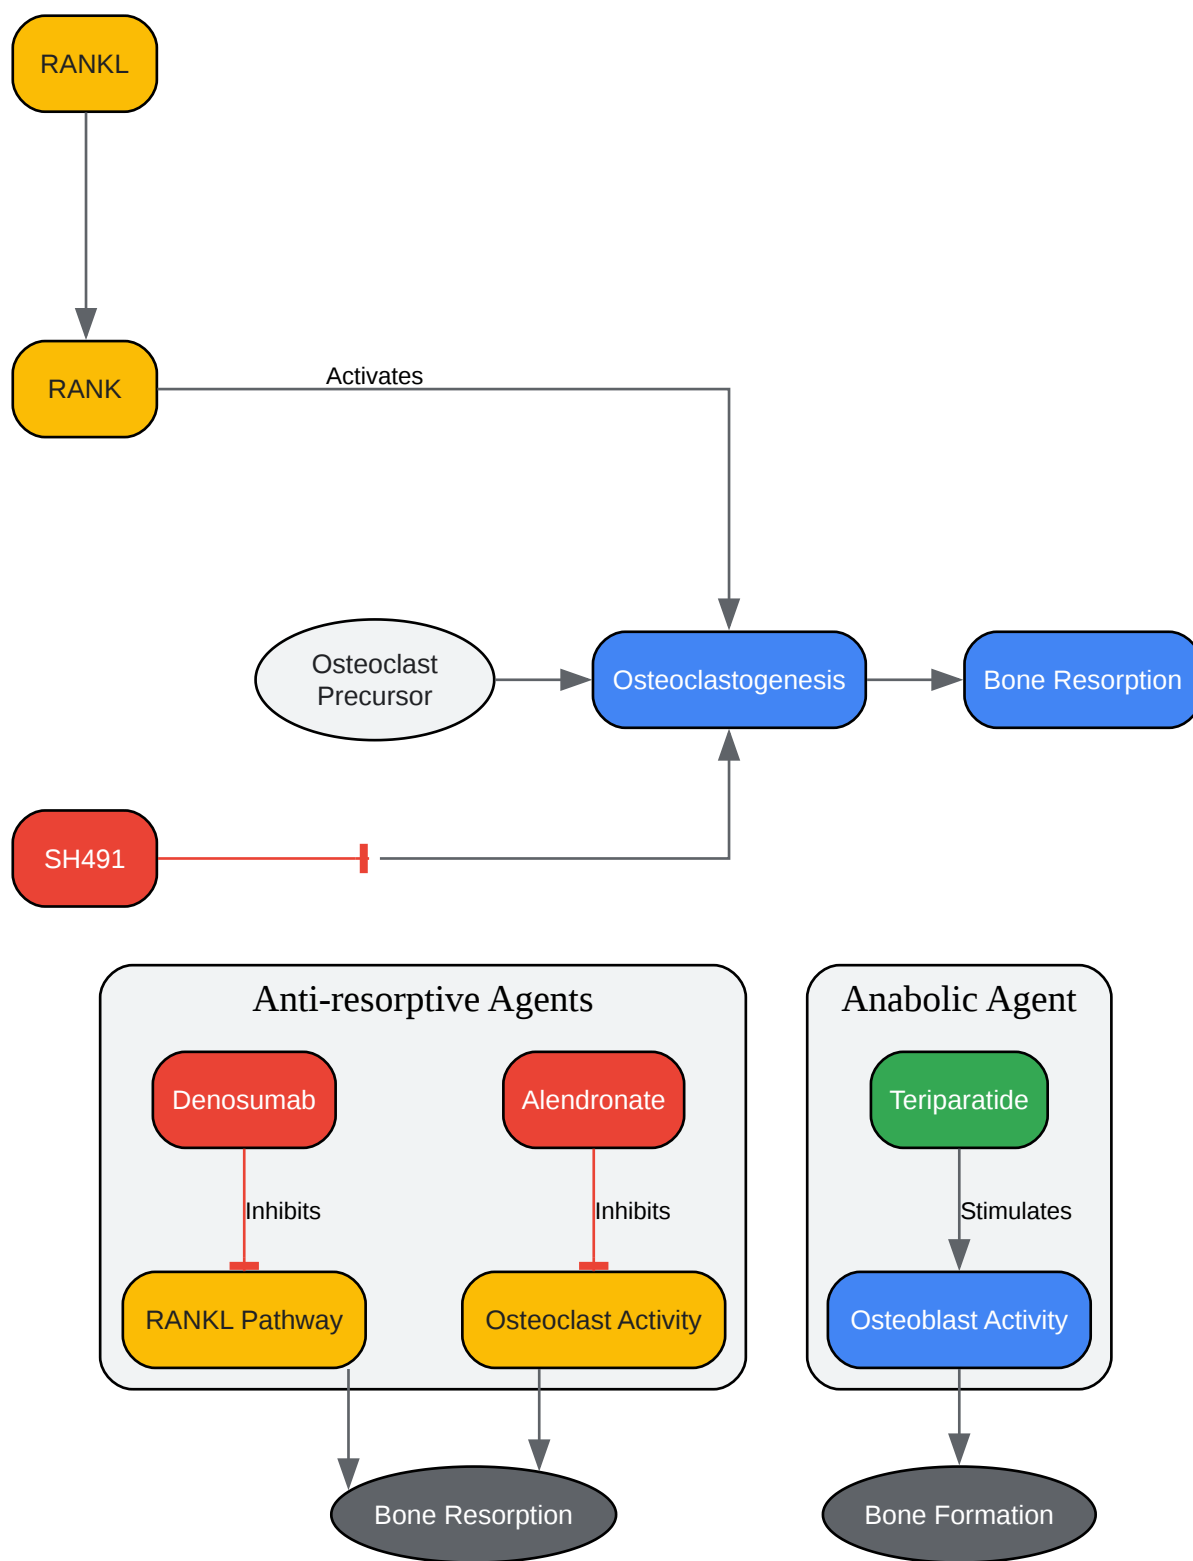 RANKL
RANK
Activates
Osteoclast
Precursor
Osteoclastogenesis
Bone Resorption
SH491
Anti-resorptive Agents
Anabolic Agent
Denosumab
Alendronate
Teriparatide
Inhibits
Inhibits
Stimulates
RANKL Pathway
Osteoclast Activity
Osteoblast Activity
Bone Resorption
Bone Formation